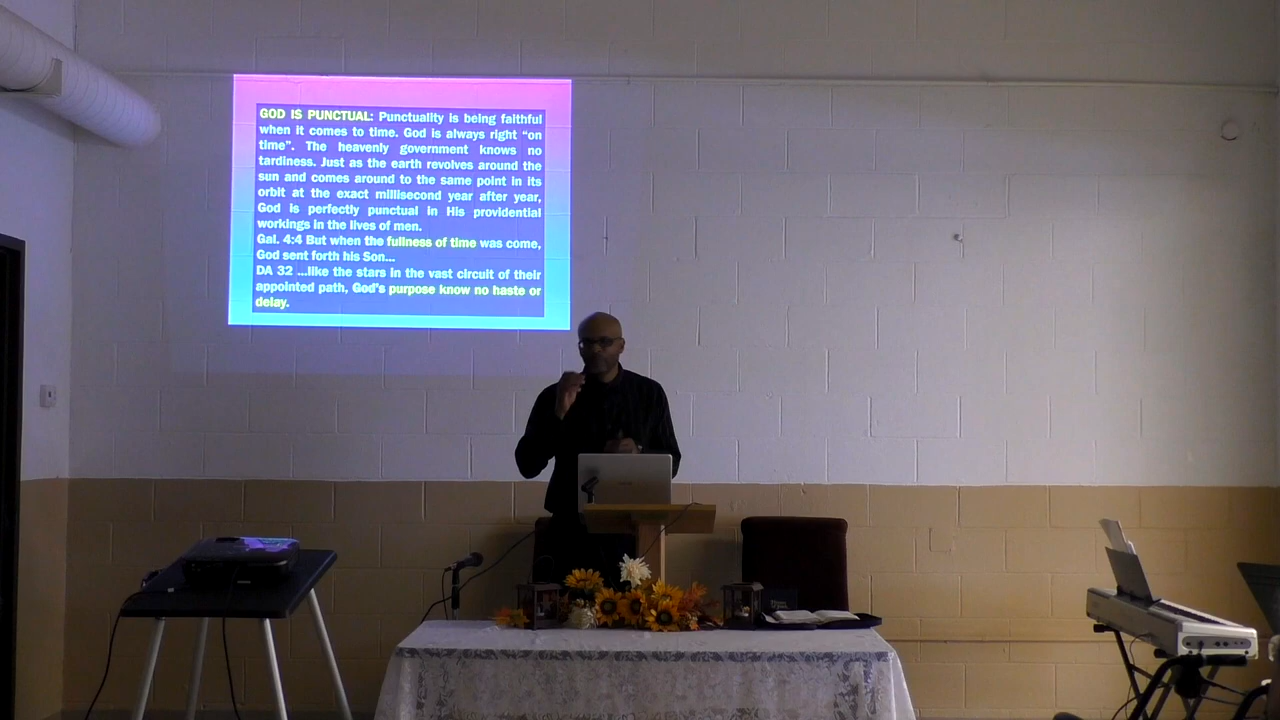 GOD IS PUNCTUAL: Punctuality is being faithful
when it comes to time. God is always right “on
time”. The heavenly government knows no
tardiness. Just as the earth revolves around the
sun and comes around to the same point in its
orbit at the exact millisecond year after year,
God is perfectly punctual in His providential
workings in the lives of men.
Gal. 4:4 But when the fullness of time was come,
God sent forth his Son...
DA 32 ...like the stars in the vast circuit of their
appointed path, God's purpose know no haste or
delay.